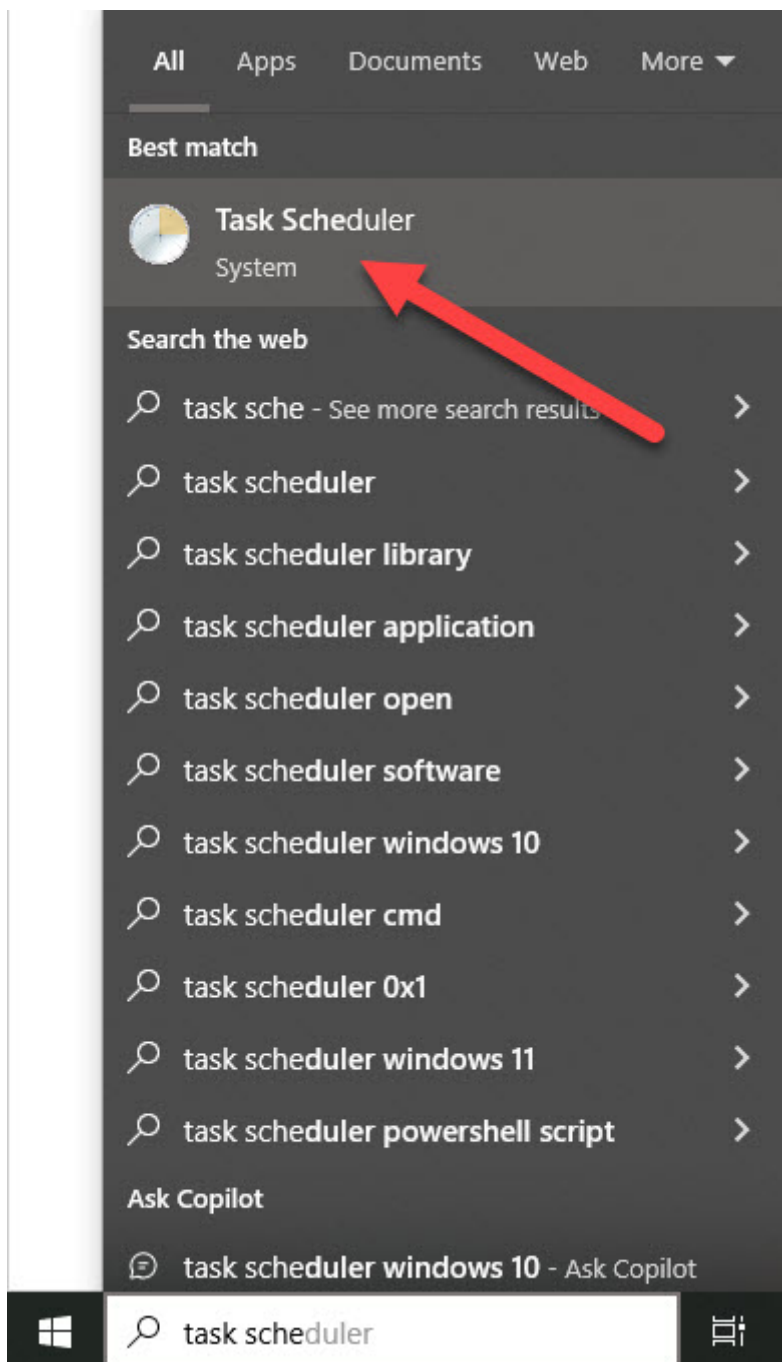 All Apps Documents Web More
Best match
Task Scheduler
System
Search the web
task sche - See more search results
task scheduler
task scheduler library
task scheduler application
task scheduler open
task scheduler software
task scheduler windows 10
task scheduler cmd
task scheduler 0x1
task scheduler windows 11
task scheduler powershell script
Ask Copilot
task scheduler windows 10 - Ask Copilot
task scheduler